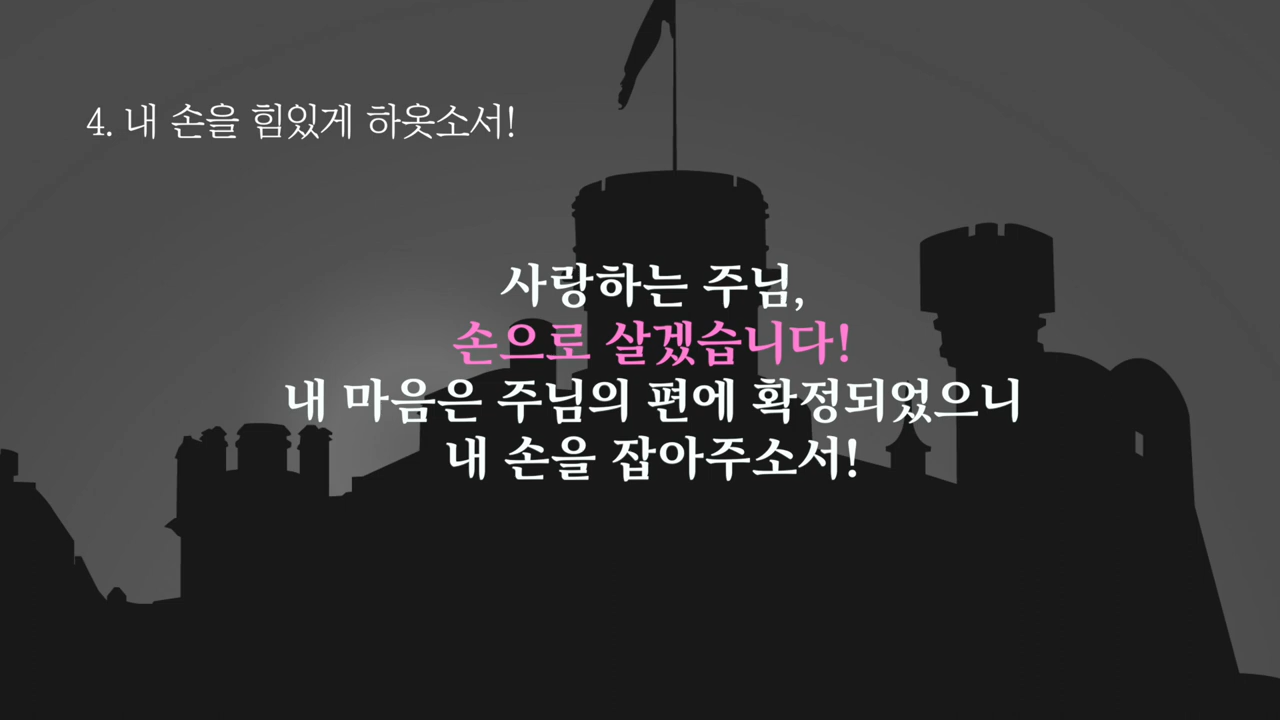 4. 내 손을 힘있게 하옷소서!
사랑하는 주님,
손으로 살겠습니다!
내 마음은 주님의 편에 확정되었으니
내 손을 잡아주소서!